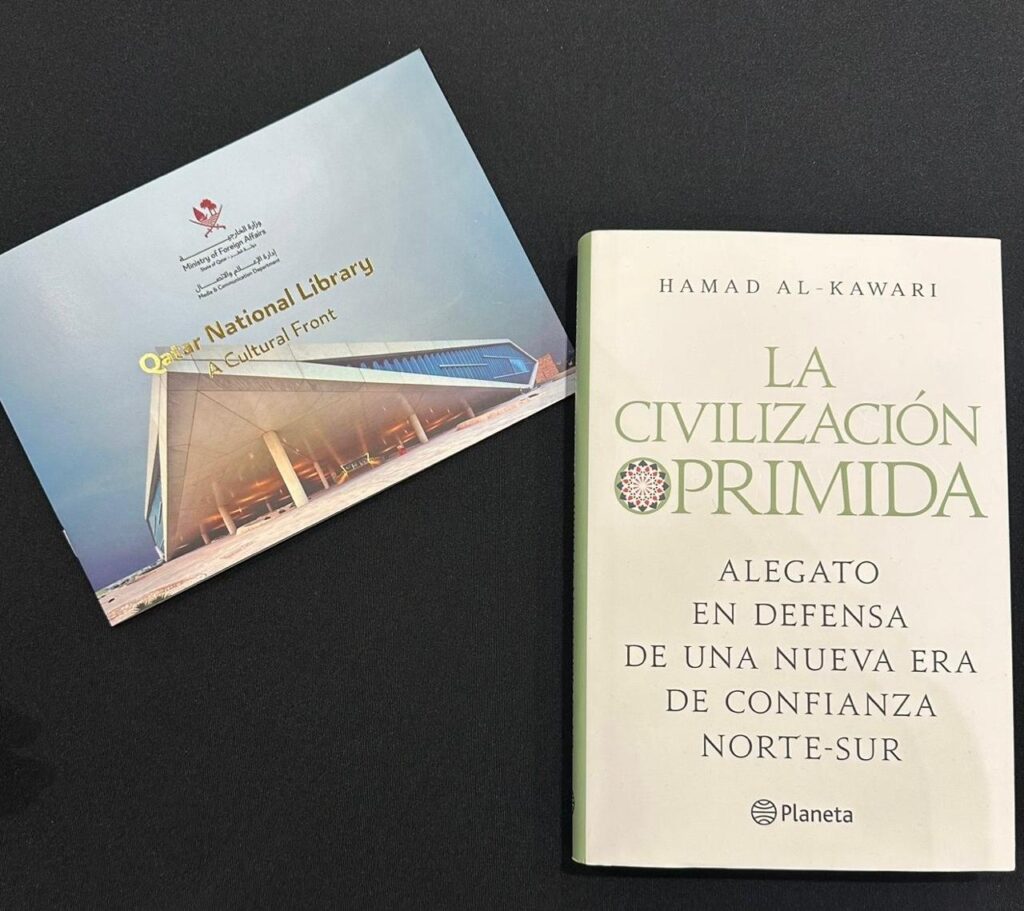 وزارة الخارجية
Ministry of Foreign Affairs
State of Qatar • دولة قطر
إدارة الإعلام والاتصال
Media & Communication Department
Qatar National Library
A Cultural Front
HAMAD AL-KAWARI
LA
CIVILIZACIÓN
OPRIMIDA
ALEGATO
EN DEFENSA
DE UNA NUEVA ERA
DE CONFIANZA
NORTE-SUR
Planeta